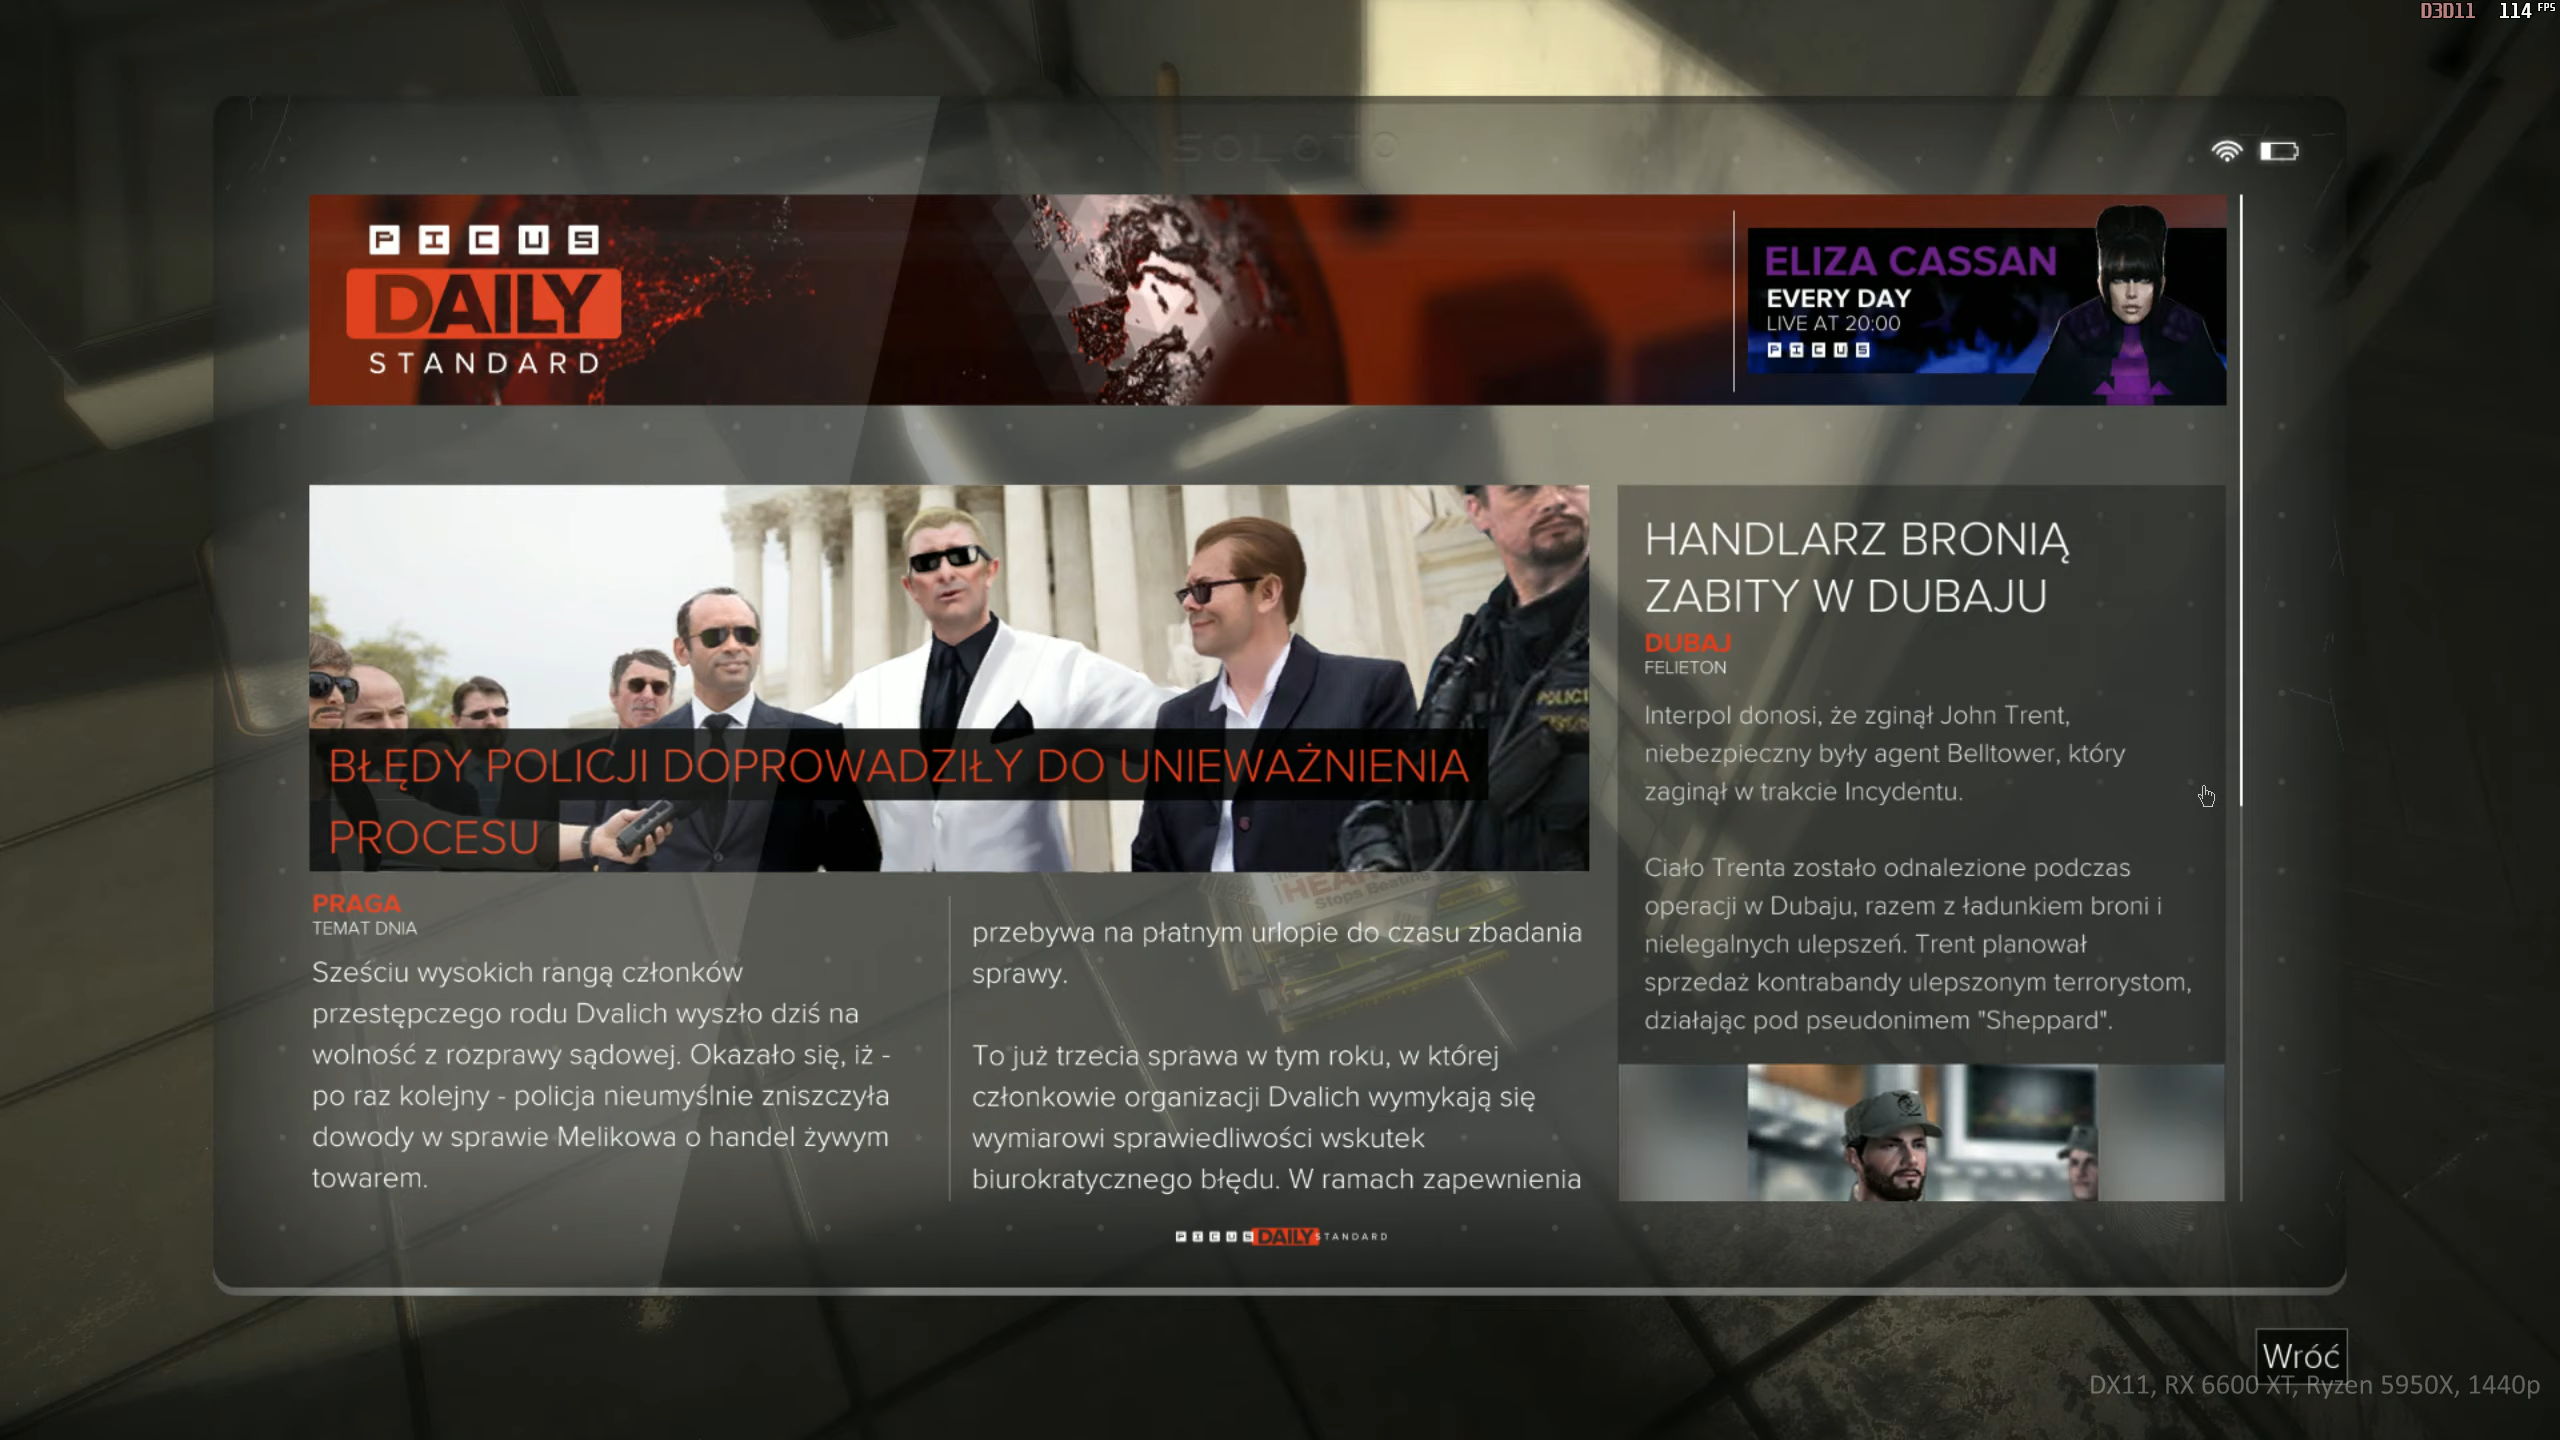 D3D11 114 FPS
SOLOTO
PICUS
DAILY
STANDARD
ELIZA CASSAN
EVERY DAY
LIVE AT 20:00
PICUS
BŁĘDY POLICJI DOPROWADZIŁY DO UNIEWAŻNIENIA
PROCESU
PRAGA
TEMAT DNIA
Sześciu wysokich rangą członków
przestępczego rodu Dvalich wyszło dziś na
wolność z rozprawy sądowej. Okazało się, iż -
po raz kolejny - policja nieumyślnie zniszczyła
dowody w sprawie Melikowa o handel żywym
towarem.
przebywa na płatnym urlopie do czasu zbadania
sprawy.
To już trzecia sprawa w tym roku, w której
członkowie organizacji Dvalich wymykają się
wymiarowi sprawiedliwości wskutek
biurokratycznego błędu. W ramach zapewnienia
HANDLARZ BRONIĄ
ZABITY W DUBAJU
DUBAJ
FELIETON
Interpol donosi, że zginął John Trent,
niebezpieczny były agent Belltower, który
zaginął w trakcie Incydentu.
Ciało Trenta zostało odnalezione podczas
operacji w Dubaju, razem z ładunkiem broni i
nielegalnych ulepszeń. Trent planował
sprzedaż kontrabandy ulepszonym terrorystom,
działając pod pseudonimem "Sheppard".
Stops Beating
PICUS DAILY STANDARD
Wróć
DX11, RX 6600 XT, Ryzen 5950X, 1440p